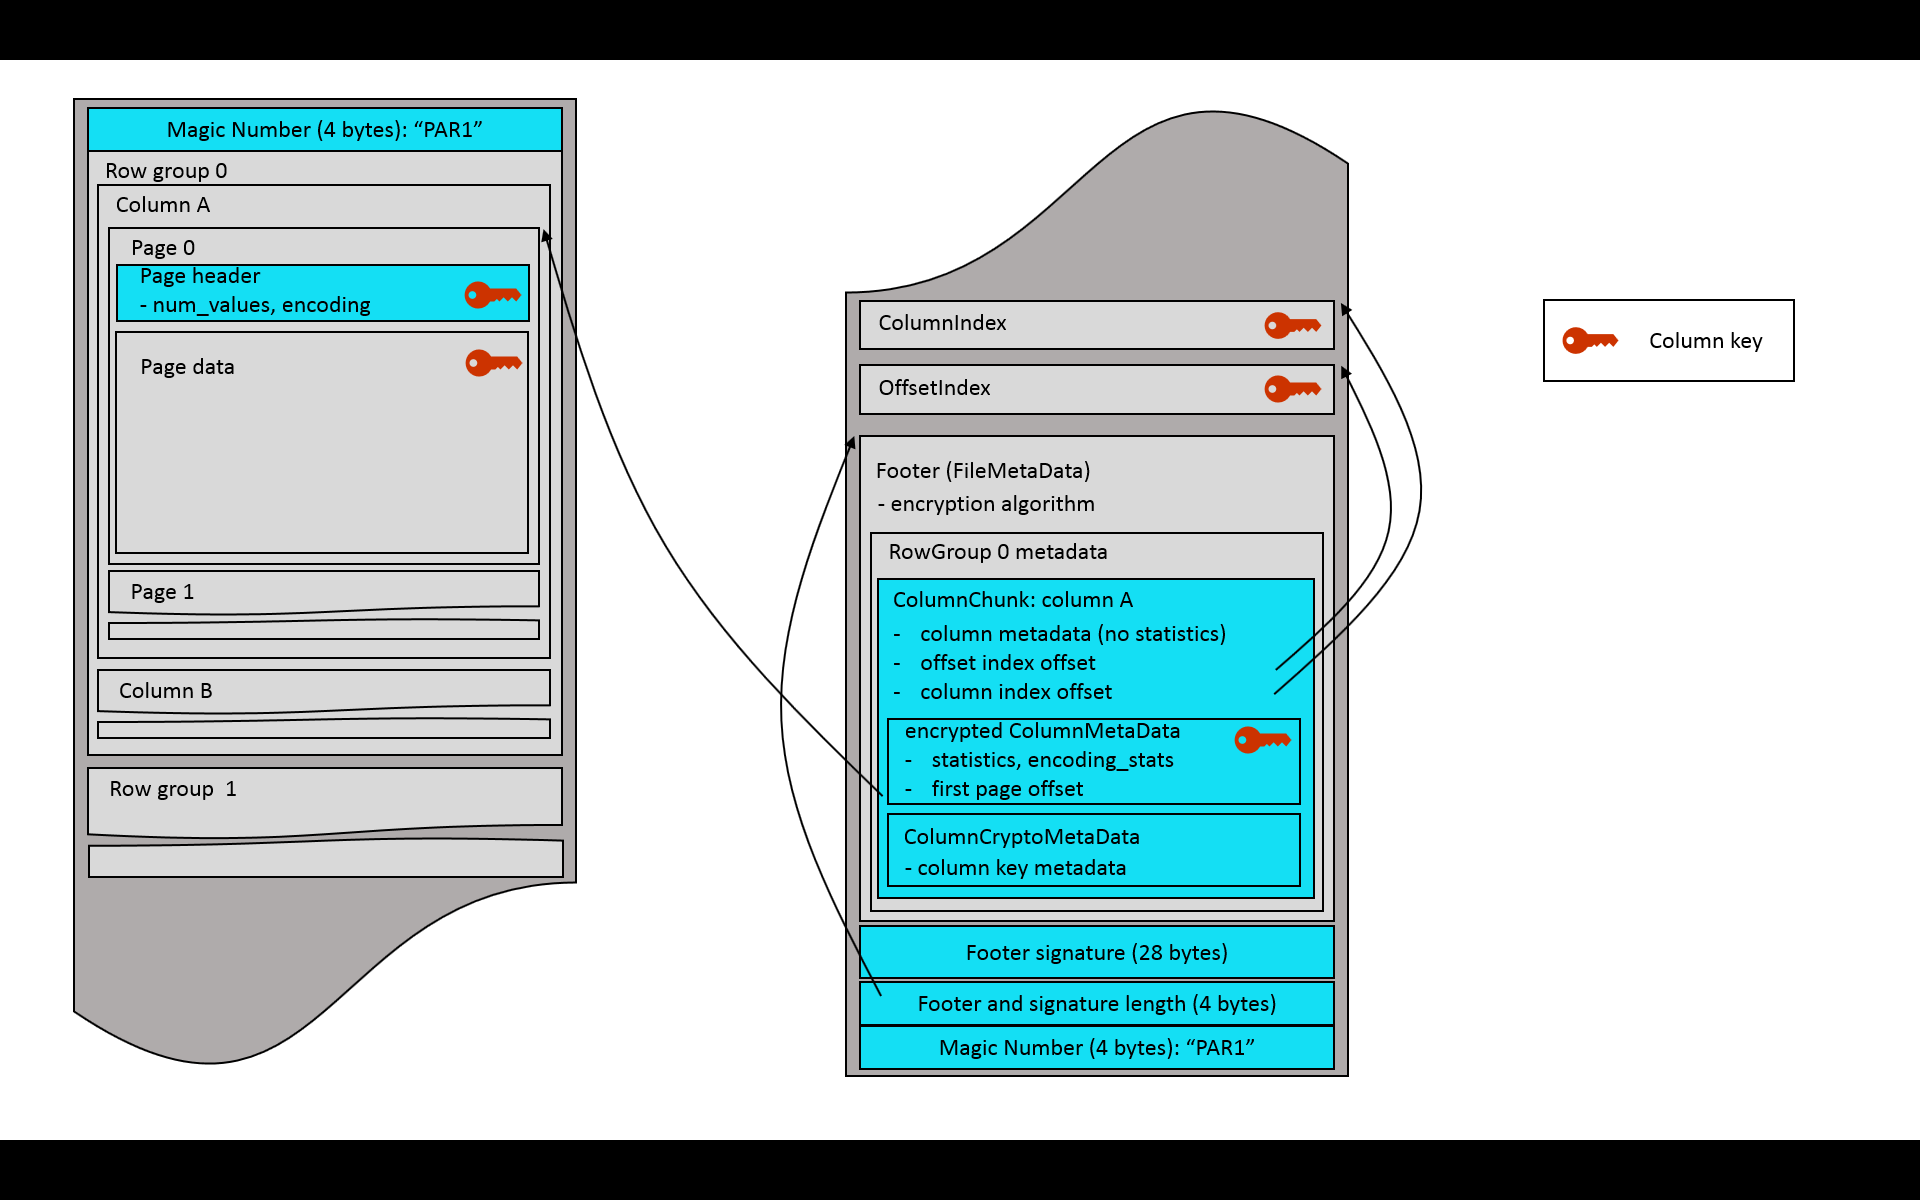 Magic Number (4 bytes): “PAR1”
Row group 0
Column A
Page 0
Page header
- num_values, encoding
Page data
Page 1
Column B
Row group  1
ColumnIndex
OffsetIndex
Footer (FileMetaData)
- encryption algorithm
RowGroup 0 metadata
ColumnChunk: column A
- column metadata (no statistics)
- offset index offset
- column index offset
encrypted ColumnMetaData
- statistics, encoding_stats
- first page offset
ColumnCryptoMetaData
- column key metadata
Footer signature (28 bytes)
Footer and signature length (4 bytes)
Magic Number (4 bytes): “PAR1”
Column key